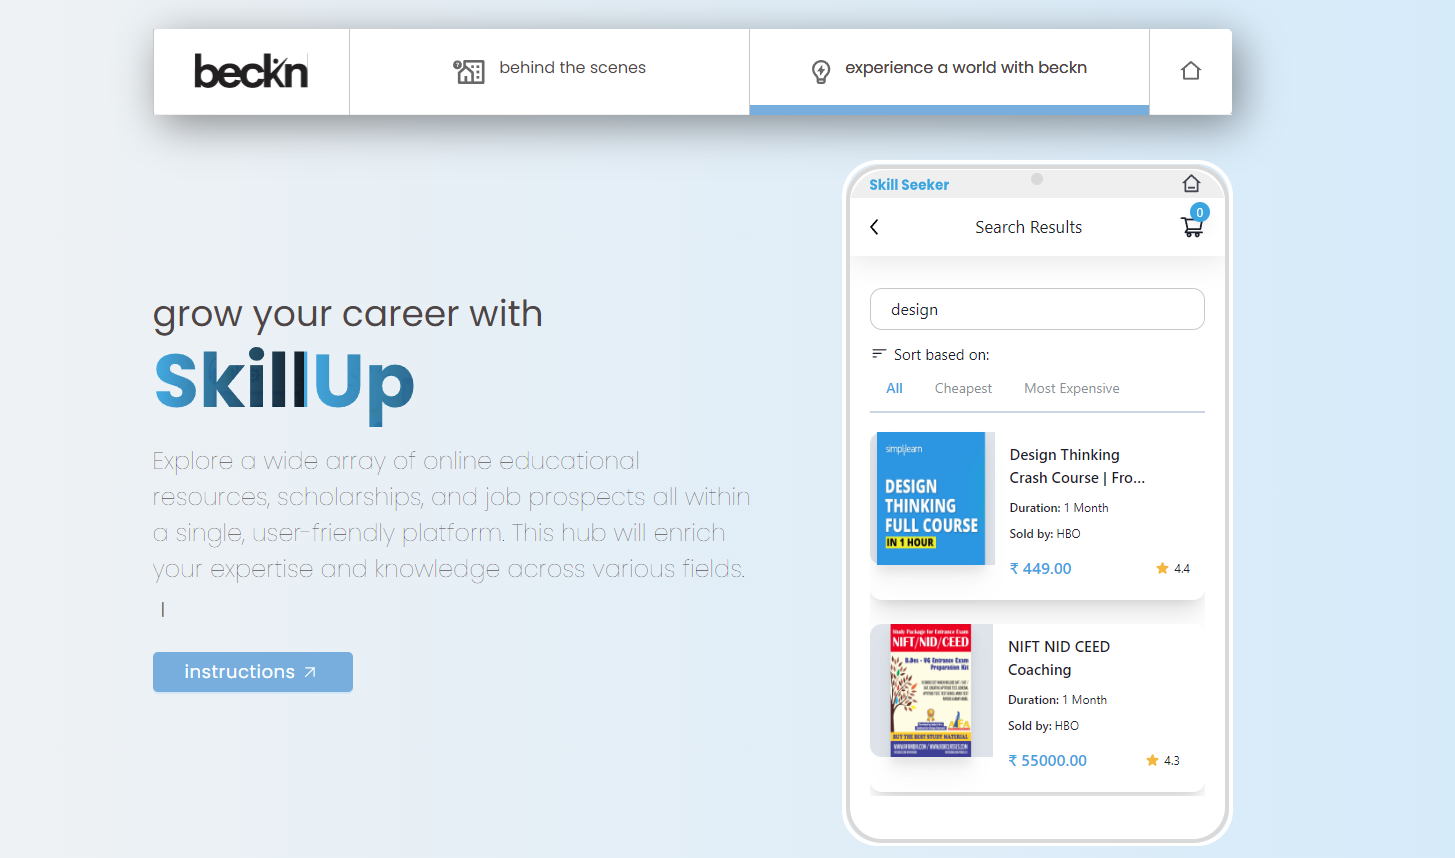 beckn
behind the scenes
experience a world with beckn
grow your career with
SkillUp
Explore a wide array of online educational
resources, scholarships, and job prospects all within
a single, user-friendly platform. This hub will enrich
your expertise and knowledge across various fields.
instructions
Skill Seeker
0
Search Results
design
Sort based on:
All Cheapest Most Expensive
simplilearn
DESIGN
THINKING
FULL COURSE
IN 1 HOUR
Design Thinking
Crash Course | Fro...
Duration: 1 Month
Sold by: HBO
₹ 449.00 4.4
Study Package for Entrance Exam
NIFT/NID/CEED
B.Des - UG Entrance Exam
Preparation Kit
BUY THE BEST STUDY MATERIAL
NIFT NID CEED
Coaching
Duration: 1 Month
Sold by: HBO
₹ 55000.00 4.3